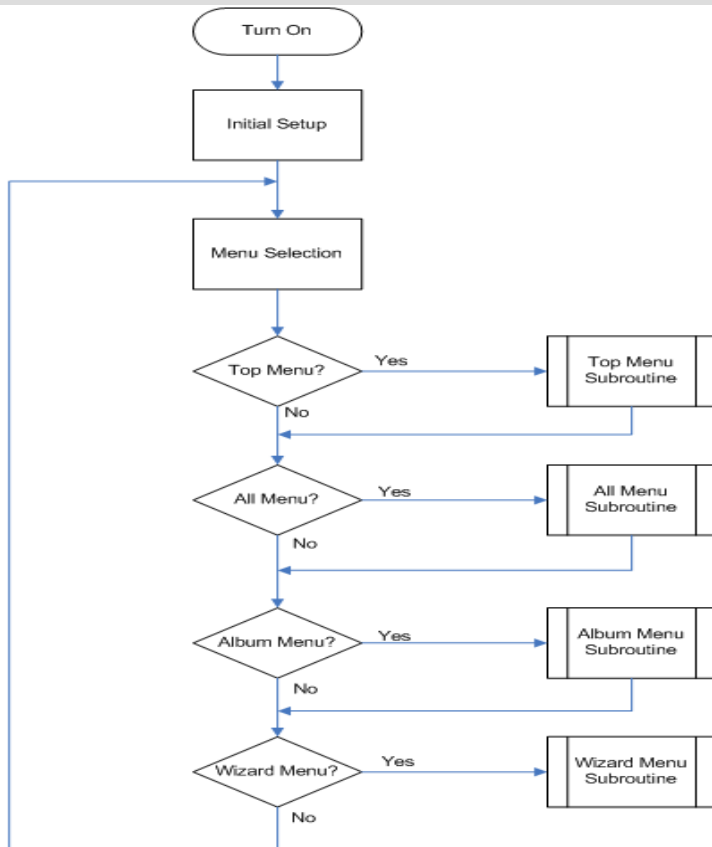 Turn On
Initial Setup
Menu Selection
Top Menu?
Yes
Top Menu
Subroutine
No
All Menu?
Yes
All Menu
Subroutine
No
Album Menu?
Yes
Album Menu
Subroutine
No
Wizard Menu?
Yes
Wizard Menu
Subroutine
No